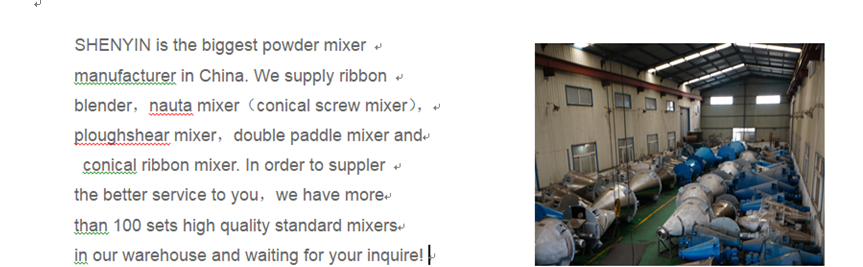 SHENYIN is the biggest powder mixer
manufacturer in China. We supply ribbon
blender，nauta mixer（conical screw mixer），
ploughshear mixer，double paddle mixer and
conical ribbon mixer. In order to suppler
the better service to you，we have more
than 100 sets high quality standard mixers
in our warehouse and waiting for your inquire!